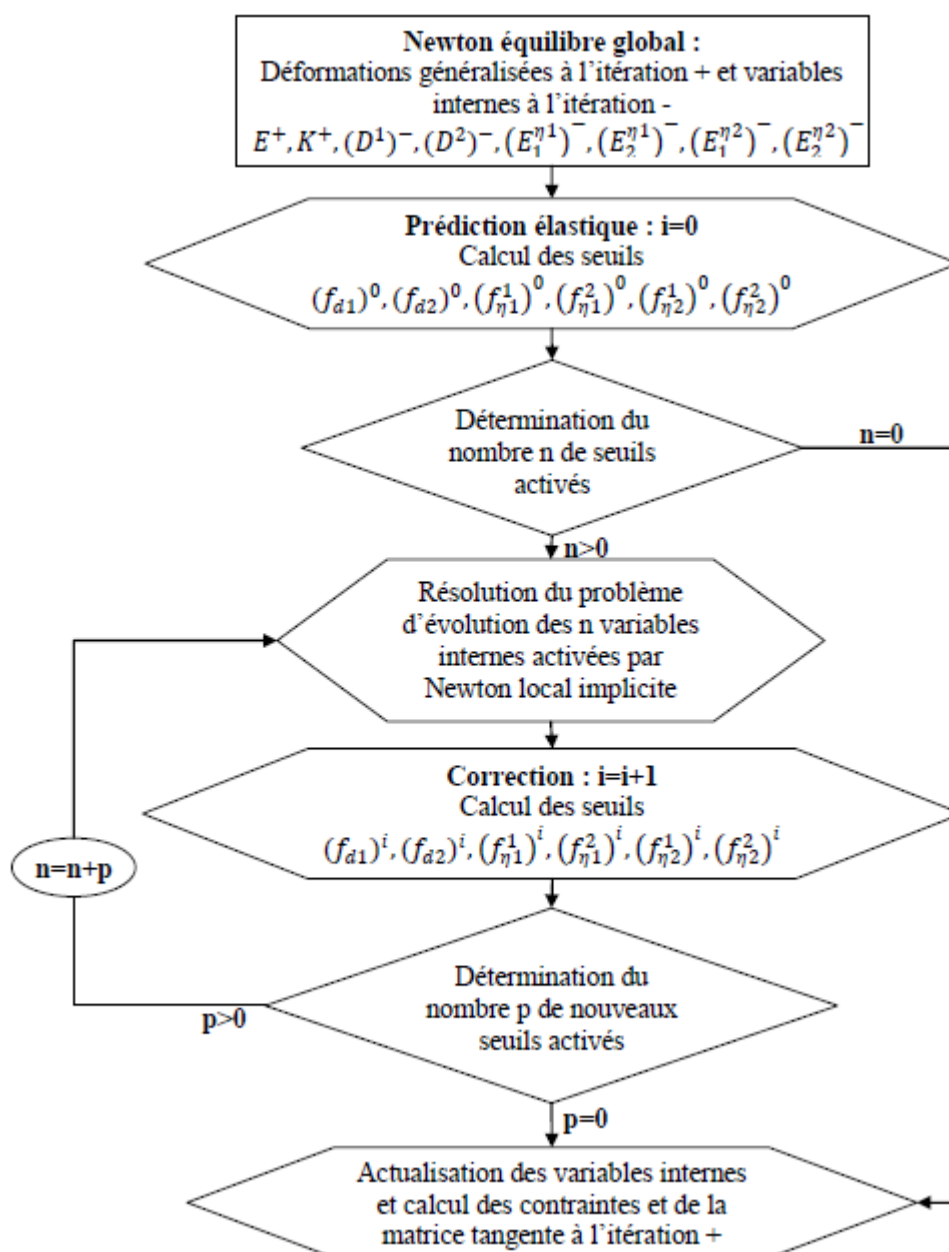 Newton équilibre global :
Déformations généralisées à l'itération + et variables
internes à l'itération -
E⁺, K⁺, (D¹)⁻, (D²)⁻, (E₁^η1)⁻, (E₂^η1)⁻, (E₁^η2)⁻, (E₂^η2)⁻
Prédiction élastique : i=0
Calcul des seuils
(f_d1)⁰, (f_d2)⁰, (f_η1^1)⁰, (f_η1^2)⁰, (f_η2^1)⁰, (f_η2^2)⁰
Détermination du
nombre n de seuils
activés
n=0
n>0
Résolution du problème
d'évolution des n variables
internes activées par
Newton local implicite
Correction : i=i+1
Calcul des seuils
(f_d1)ⁱ, (f_d2)ⁱ, (f_η1^1)ⁱ, (f_η1^2)ⁱ, (f_η2^1)ⁱ, (f_η2^2)ⁱ
n=n+p
Détermination du
nombre p de nouveaux
seuils activés
p>0
p=0
Actualisation des variables internes
et calcul des contraintes et de la
matrice tangente à l'itération +